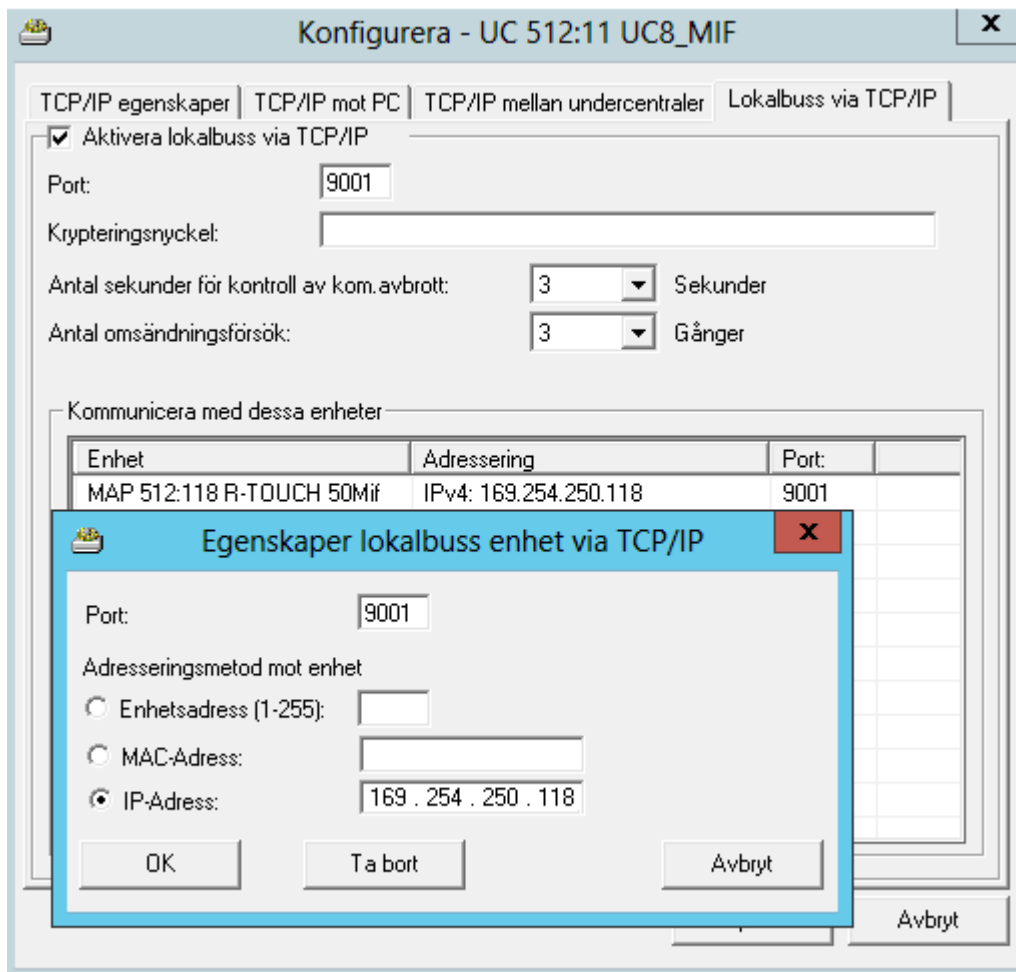 Konfigurera - UC 512:11 UC8_MIF
x
TCP/IP egenskaper TCP/IP mot PC TCP/IP mellan undercentraler Lokalbuss via TCP/IP
Aktivera lokalbuss via TCP/IP
Port: 9001
Krypteringsnyckel:
Antal sekunder för kontroll av kom.avbrott: 3 Sekunder
Antal omsändningsförsök: 3 Gånger
Kommunicera med dessa enheter
Enhet Adressering Port:
MAP 512:118 R-TOUCH 50Mif IPv4: 169.254.250.118 9001
Egenskaper lokalbuss enhet via TCP/IP
x
Port: 9001
Adresseringsmetod mot enhet
Enhetsadress (1-255):
MAC-Adress:
IP-Adress: 169 . 254 . 250 . 118
OK Ta bort Avbryt
Avbryt